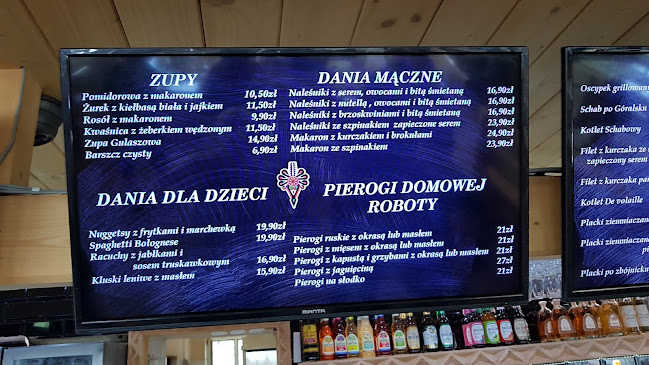 ZUPY
Pomidorowa z makaronem 10,50zł
Żurek z kiełbasą biała i jajkiem 11,50zł
Rosół z makaronem 9,90zł
Kwaśnica z żeberkiem wędzonym 11,50zł
Zupa Gulaszowa 14,90zł
Barszcz czysty 6,90zł
DANIA MĄCZNE
Naleśniki z serem, owocami i bitą śmietaną 16,90zł
Naleśniki z nutellą , owocami i bitą śmietaną 16,90zł
Naleśniki z brzoskwiniami i bitą śmietaną 16,90zł
Naleśniki ze szpinakiem zapieczone serem 23,90zł
Makaron z kurczakiem i brokułami 24,90zł
Makaron ze szpinakiem 23,90zł
DANIA DLA DZIECI
Nuggetsy z frytkami i marchewką 19,90zł
Spaghetti Bolognese 19,90zł
Racuchy z jabłkami i
sosem truskawkowym 16,90zł
Kluski leniwe z masłem 15,90zł
PIEROGI DOMOWEJ
ROBOTY
Pierogi ruskie z okrasą lub masłem 21zł
Pierogi z mięsem z okrasą lub masłem 21zł
Pierogi z kapustą i grzybami z okrasą lub masłem 21zł
Pierogi z jagnięciną 27zł
Pierogi na słodko 21zł
MANTA
Oscypek grillowan
Schab po Góralsku
Kotlet Schabowy
Filet z kurczaka ze
zapieczony serem
Filet z kurczaka pa
Kotlet De volaille
Placki ziemniaczan
Placki ziemniaczane
Placki po zbójnicku